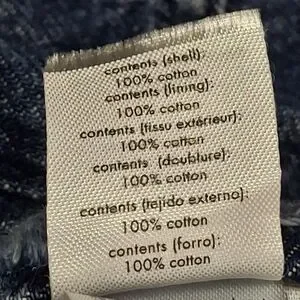 contents (shell):
100% cotton
contents (lining):
100% cotton
contents (tissu extérieur):
100% cotton
contents (doublure):
100% cotton
contents (tejido externo):
100% cotton
contents (forro):
100% cotton